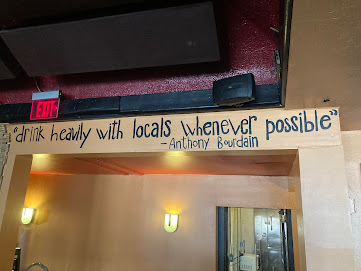 EXIT
"drink heavily with locals whenever possible"
- Anthony Bourdain